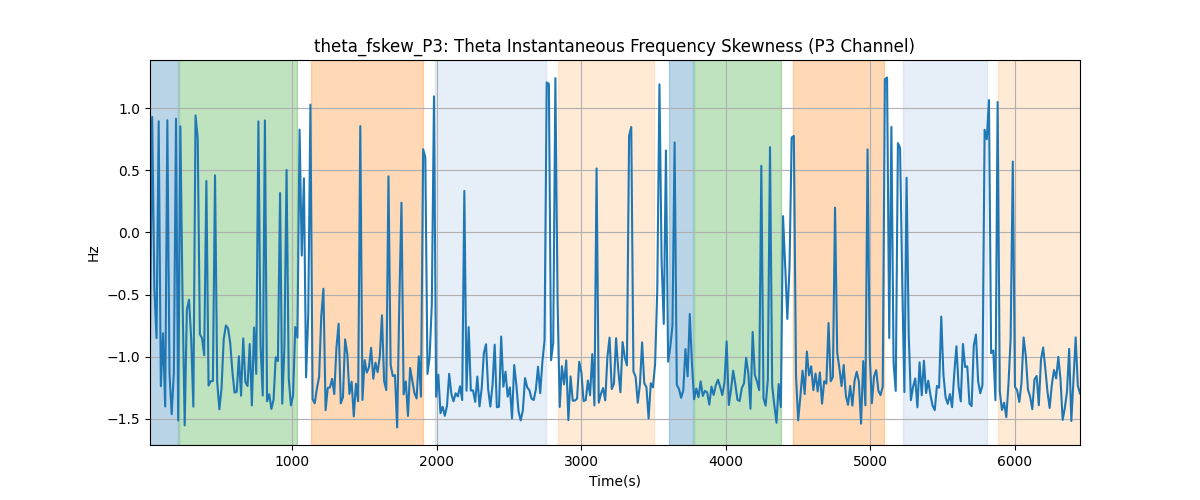 theta_fskew_P3: Theta Instantaneous Frequency Skewness (P3 Channel)
Hz
1.0
0.5
0.0
−0.5
−1.0
−1.5
1000 2000 3000 4000 5000 6000
Time(s)